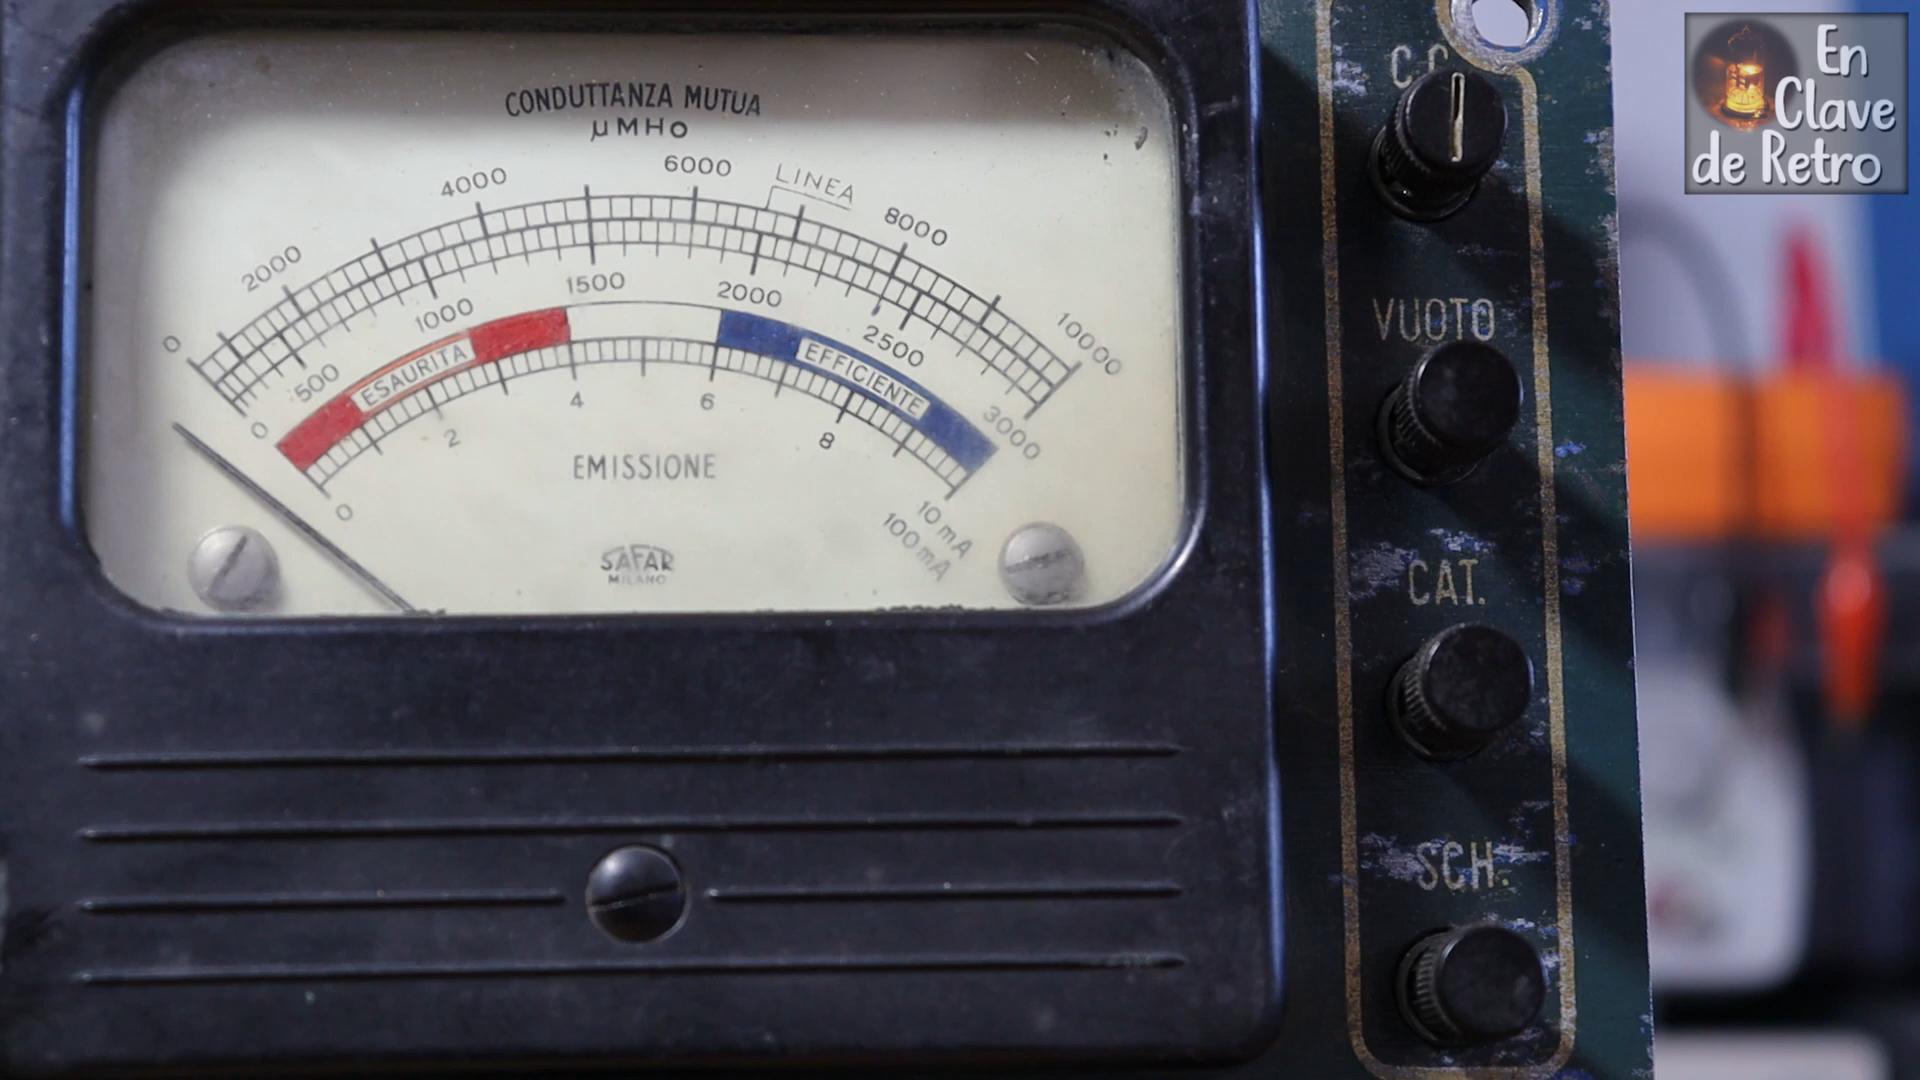 CONDUTTANZA MUTUA
µMHO
0 2000 4000 6000 8000 10000
LINEA
0 500 1000 1500 2000 2500 3000
ESAURITA EFFICIENTE
0 2 4 6 8 10 mA
100 mA
EMISSIONE
SAFAR
MILANO
C.C.
VUOTO
CAT.
SCH.
En
Clave
de Retro